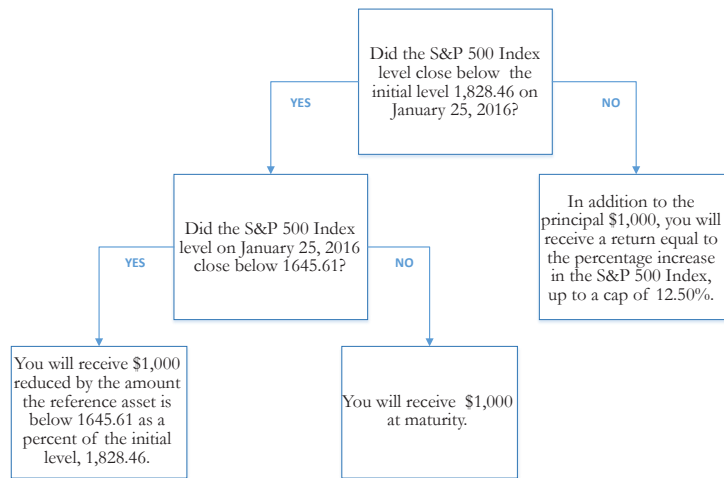 Did the S&P 500 Index
level close below the
initial level 1,828.46 on
January 25, 2016?
YES
NO
Did the S&P 500 Index
level on January 25, 2016
close below 1645.61?
In addition to the
principal $1,000, you will
receive a return equal to
the percentage increase
in the S&P 500 Index,
up to a cap of 12.50%.
YES
NO
You will receive $1,000
reduced by the amount
the reference asset is
below 1645.61 as a
percent of the initial
level, 1,828.46.
You will receive $1,000
at maturity.